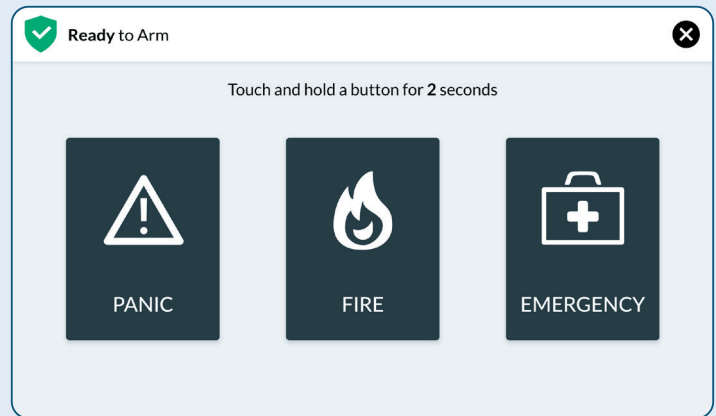 Ready to Arm
Touch and hold a button for 2 seconds
PANIC
FIRE
EMERGENCY